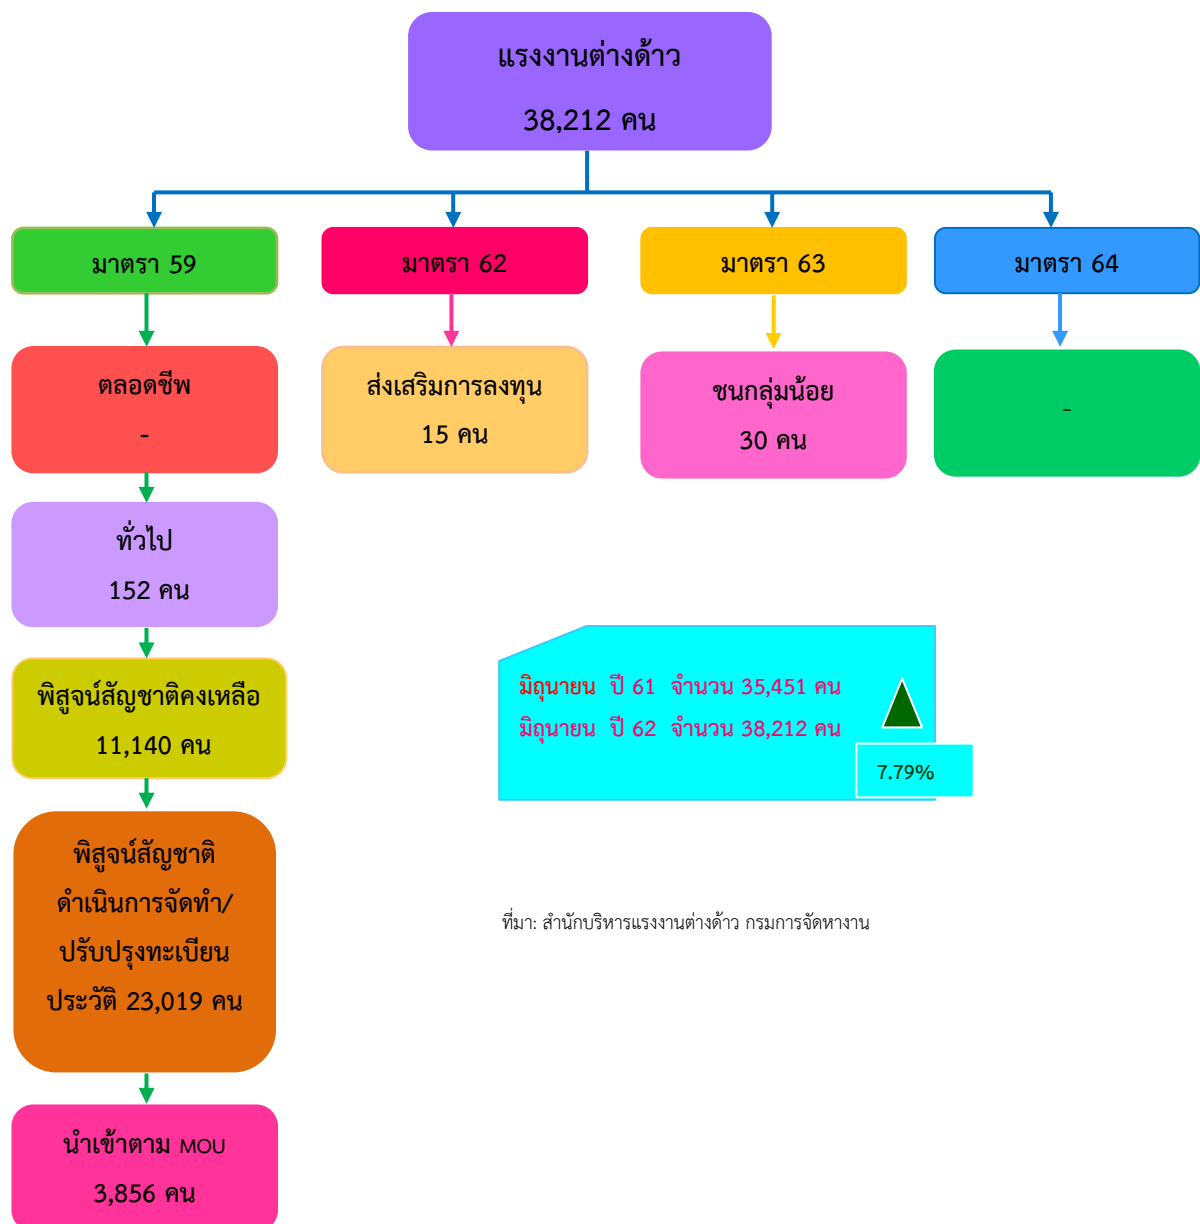 แรงงานต่างด้าว
38,212 คน
มาตรา 59
มาตรา 62
มาตรา 63
มาตรา 64
ตลอดชีพ
-
ส่งเสริมการลงทุน
15 คน
ชนกลุ่มน้อย
30 คน
-
ทั่วไป
152 คน
พิสูจน์สัญชาติคงเหลือ
11,140 คน
มิถุนายน ปี 61 จำนวน 35,451 คน
มิถุนายน ปี 62 จำนวน 38,212 คน
7.79%
พิสูจน์สัญชาติ
ดำเนินการจัดทำ/
ปรับปรุงทะเบียน
ประวัติ 23,019 คน
ที่มา: สำนักบริหารแรงงานต่างด้าว กรมการจัดหางาน
นำเข้าตาม MOU
3,856 คน